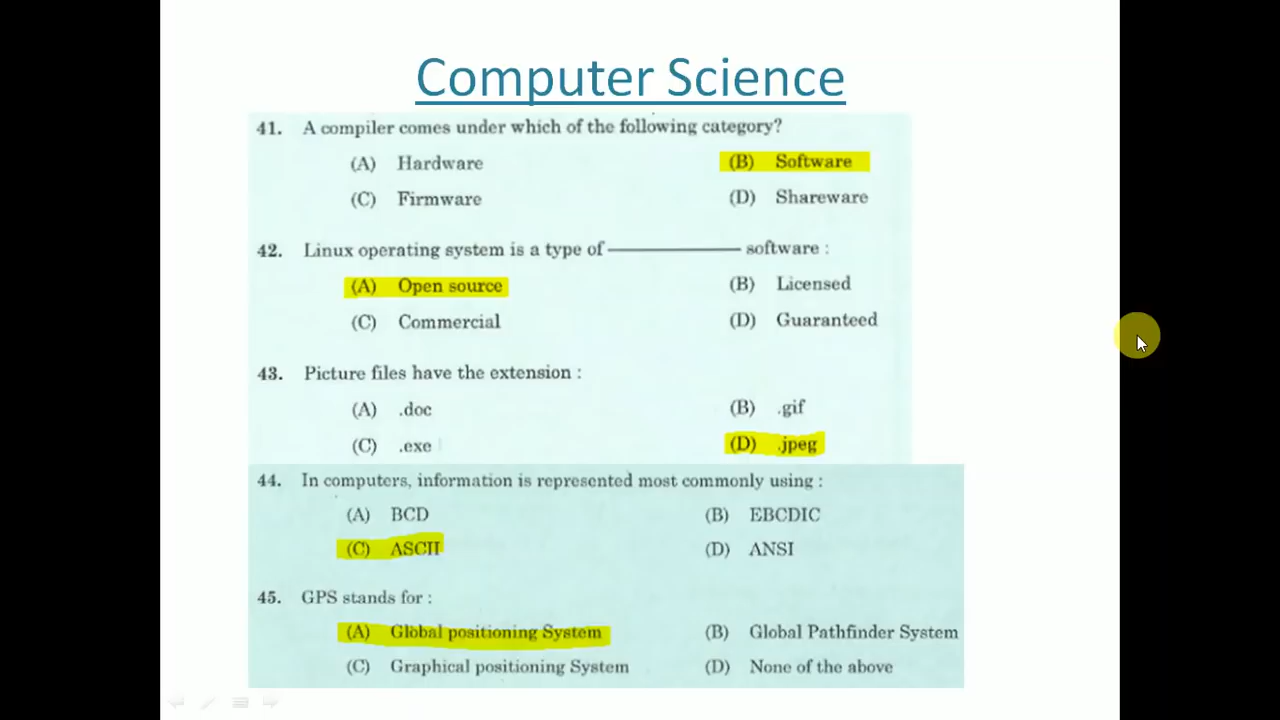 Computer Science
41. A compiler comes under which of the following category?
(A) Hardware (B) Software
(C) Firmware (D) Shareware
42. Linux operating system is a type of ———————— software :
(A) Open source (B) Licensed
(C) Commercial (D) Guaranteed
43. Picture files have the extension :
(A) .doc (B) .gif
(C) .exe (D) .jpeg
44. In computers, information is represented most commonly using :
(A) BCD (B) EBCDIC
(C) ASCII (D) ANSI
45. GPS stands for :
(A) Global positioning System (B) Global Pathfinder System
(C) Graphical positioning System (D) None of the above